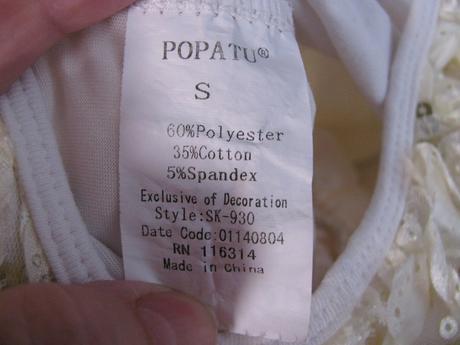 POPATU®
S
60%Polyester
35%Cotton
5%Spandex
Exclusive of Decoration
Style:SK-930
Date Code:01140804
RN 116314
Made in China